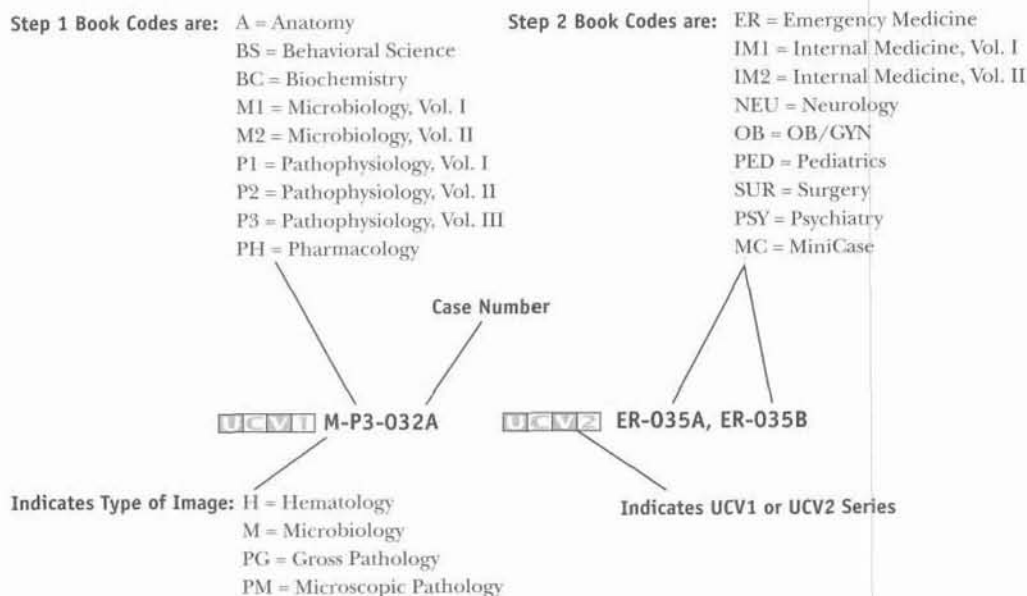 Step 1 Book Codes are: A = Anatomy
BS = Behavioral Science
BC = Biochemistry
M1 = Microbiology, Vol. I
M2 = Microbiology, Vol. II
P1 = Pathophysiology, Vol. I
P2 = Pathophysiology, Vol. II
P3 = Pathophysiology, Vol. III
PH = Pharmacology
Step 2 Book Codes are: ER = Emergency Medicine
IM1 = Internal Medicine, Vol. I
IM2 = Internal Medicine, Vol. II
NEU = Neurology
OB = OB/GYN
PED = Pediatrics
SUR = Surgery
PSY = Psychiatry
MC = MiniCase
Case Number
UCV1 M-P3-032A
UCV2 ER-035A, ER-035B
Indicates Type of Image: H = Hematology
M = Microbiology
PG = Gross Pathology
PM = Microscopic Pathology
Indicates UCV1 or UCV2 Series